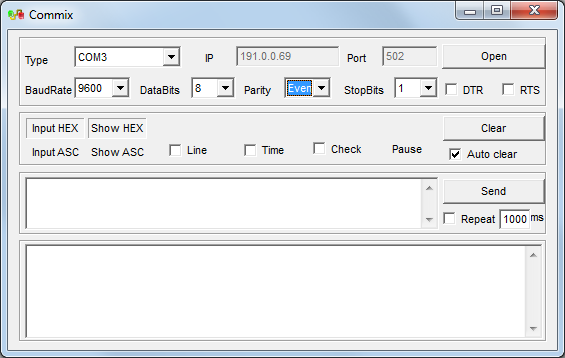 Commix
Type COM3 IP 191.0.0.69 Port 502 Open
BaudRate 9600 DataBits 8 Parity Even StopBits 1 DTR RTS
Input HEX Show HEX Clear
Input ASC Show ASC Line Time Check Pause Auto clear
Send
Repeat 1000 ms